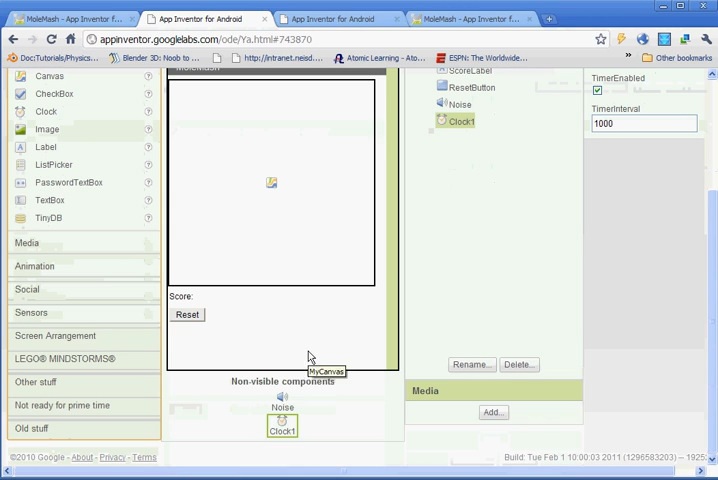 MoleMash – App Inventor f...
App Inventor for Android
App Inventor for Android
MoleMash – App Inventor f...
appinventor.googlelabs.com/ode/Ya.html#743870
Doc;Tutorials/Physics...
Blender 3D: Noob to ...
http://intranet.neisd...
Atomic Learning - Ato...
ESPN: The Worldwide...
»
Other bookmarks
MoleMash
Canvas
CheckBox
Clock
Image
Label
ListPicker
PasswordTextBox
TextBox
TinyDB
Media
Animation
Social
Sensors
Screen Arrangement
LEGO® MINDSTORMS®
Other stuff
Not ready for prime time
Old stuff
Score:
Reset
MyCanvas
Non-visible components
Noise
Clock1
ScoreLabel
ResetButton
Noise
Clock1
Rename...
Delete...
Media
Add...
TimerEnabled
TimerInterval
1000
©2010 Google - About - Privacy - Terms
Build: Tue Feb 1 10:00:03 2011 (1296583203) -- 1925